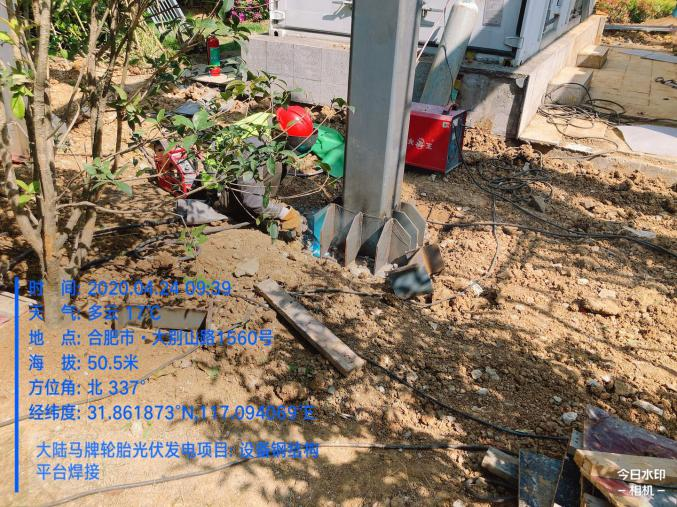 时 间: 2020.04.24 09:39
天 气: 多云 17℃
地 点: 合肥市·大别山路1560号
海 拔: 50.5米
方位角: 北 337°
经纬度: 31.861873°N,117.094069°E
大陆马牌轮胎光伏发电项目: 设备钢结构
平台焊接
今日水印
相机